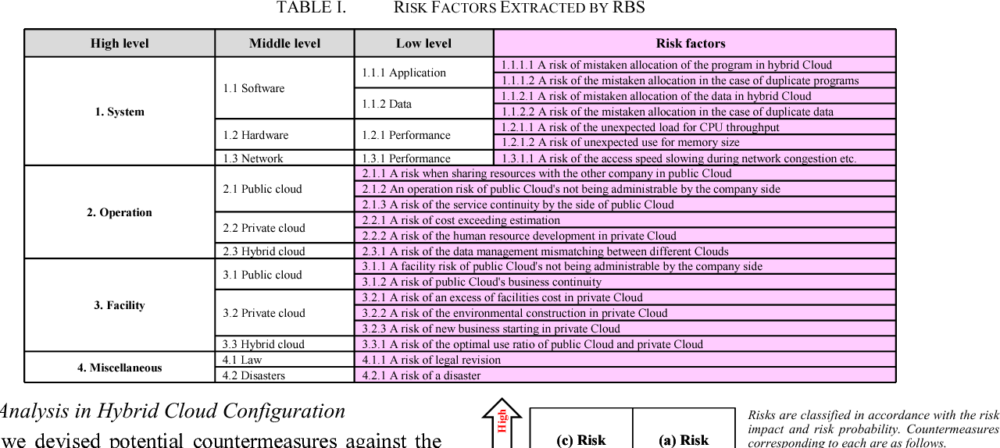 TABLE I. RISK FACTORS EXTRACTED BY RBS
High level Middle level Low level Risk factors
1. System
1.1 Software
1.1.1 Application
1.1.1.1 A risk of mistaken allocation of the program in hybrid Cloud
1.1.1.2 A risk of the mistaken allocation in the case of duplicate programs
1.1.2 Data
1.1.2.1 A risk of mistaken allocation of the data in hybrid Cloud
1.1.2.2 A risk of the mistaken allocation in the case of duplicate data
1.2 Hardware
1.2.1 Performance
1.2.1.1 A risk of the unexpected load for CPU throughput
1.2.1.2 A risk of unexpected use for memory size
1.3 Network
1.3.1 Performance
1.3.1.1 A risk of the access speed slowing during network congestion etc.
2. Operation
2.1 Public cloud
2.1.1 A risk when sharing resources with the other company in public Cloud
2.1.2 An operation risk of public Cloud's not being administrable by the company side
2.1.3 A risk of the service continuity by the side of public Cloud
2.2 Private cloud
2.2.1 A risk of cost exceeding estimation
2.2.2 A risk of the human resource development in private Cloud
2.3 Hybrid cloud
2.3.1 A risk of the data management mismatching between different Clouds
3. Facility
3.1 Public cloud
3.1.1 A facility risk of public Cloud's not being administrable by the company side
3.1.2 A risk of public Cloud's business continuity
3.2 Private cloud
3.2.1 A risk of an excess of facilities cost in private Cloud
3.2.2 A risk of the environmental construction in private Cloud
3.2.3 A risk of new business starting in private Cloud
3.3 Hybrid cloud
3.3.1 A risk of the optimal use ratio of public Cloud and private Cloud
4. Miscellaneous
4.1 Law
4.1.1 A risk of legal revision
4.2 Disasters
4.2.1 A risk of a disaster
Analysis in Hybrid Cloud Configuration
we devised potential countermeasures against the
High
(c) Risk
(a) Risk
Risks are classified in accordance with the risk
impact and risk probability. Countermeasures
corresponding to each are as follows.